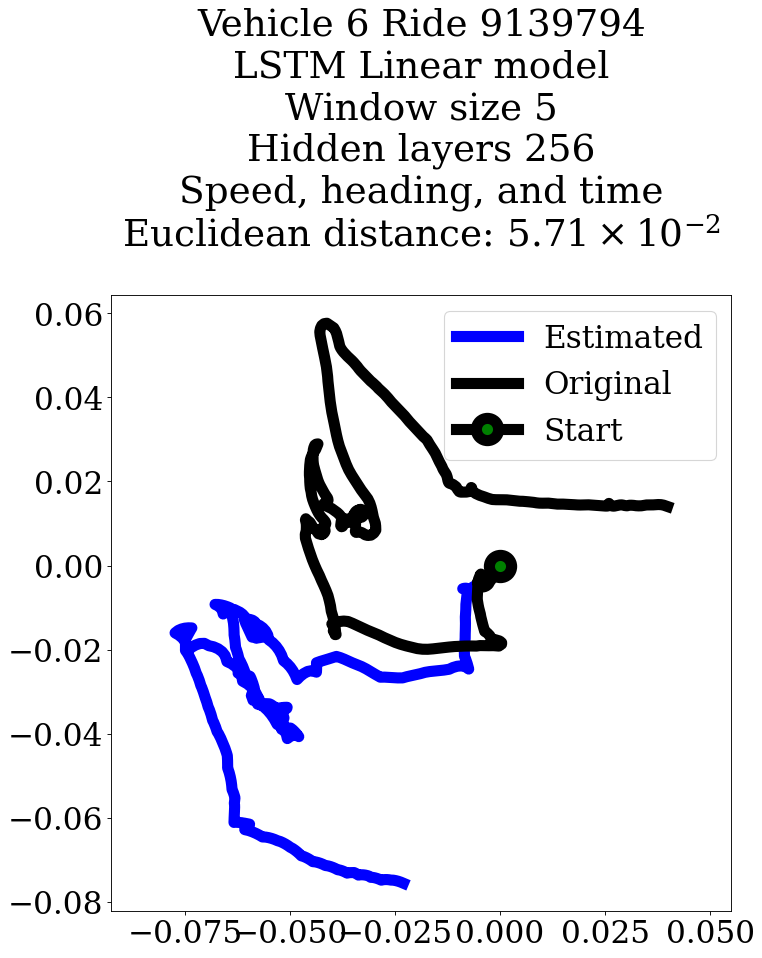 Vehicle 6 Ride 9139794
LSTM Linear model
Window size 5
Hidden layers 256
Speed, heading, and time
Euclidean distance: 5.71 × 10⁻²
Estimated
Original
Start
0.06
0.04
0.02
0.00
−0.02
−0.04
−0.06
−0.08
−0.075 −0.050 −0.025 0.000 0.025 0.050